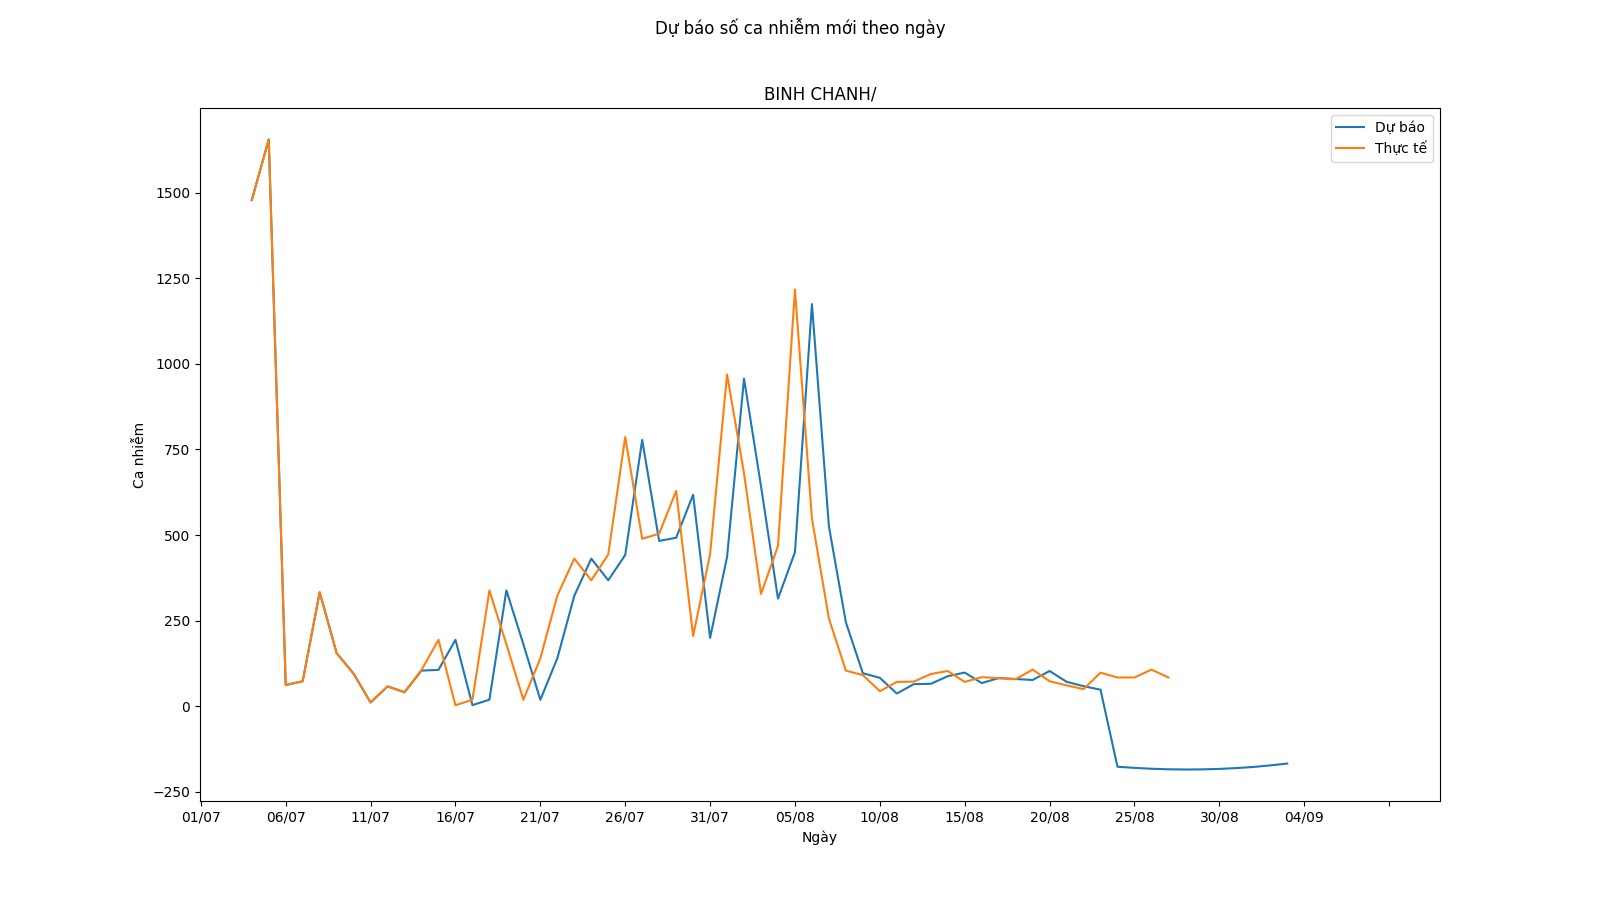 Dự báo số ca nhiễm mới theo ngày
BINH CHANH/
Dự báo
Thực tế
1500
1250
1000
750
500
250
0
−250
Ca nhiễm
01/07 06/07 11/07 16/07 21/07 26/07 31/07 05/08 10/08 15/08 20/08 25/08 30/08 04/09
Ngày